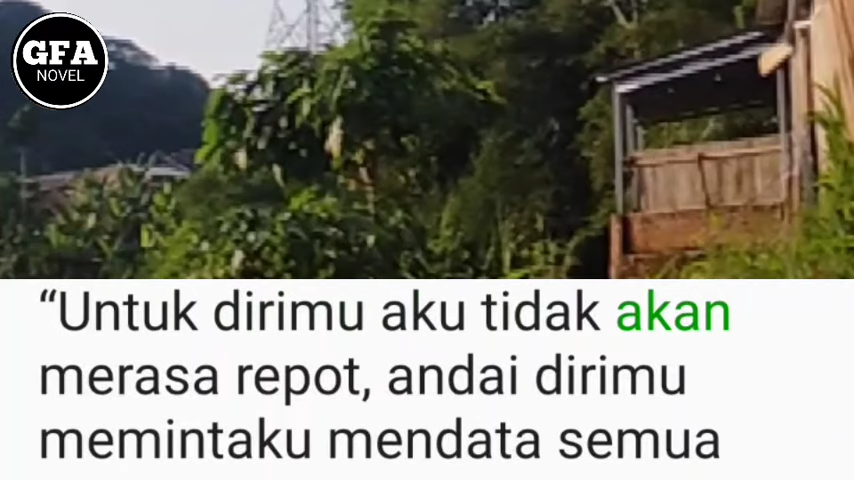 GFA
NOVEL
“Untuk dirimu aku tidak akan
merasa repot, andai dirimu
memintaku mendata semua